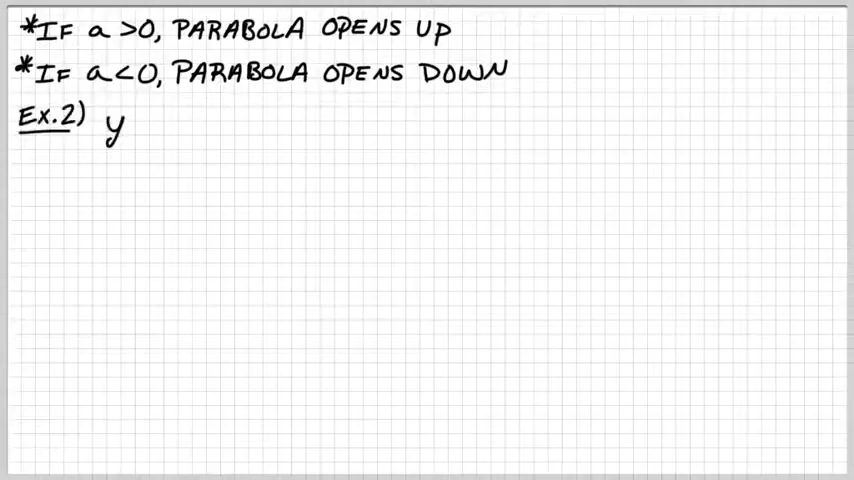 *IF a >0, PARABOLA OPENS UP
*IF a<0, PARABOLA OPENS DOWN
Ex.2) y